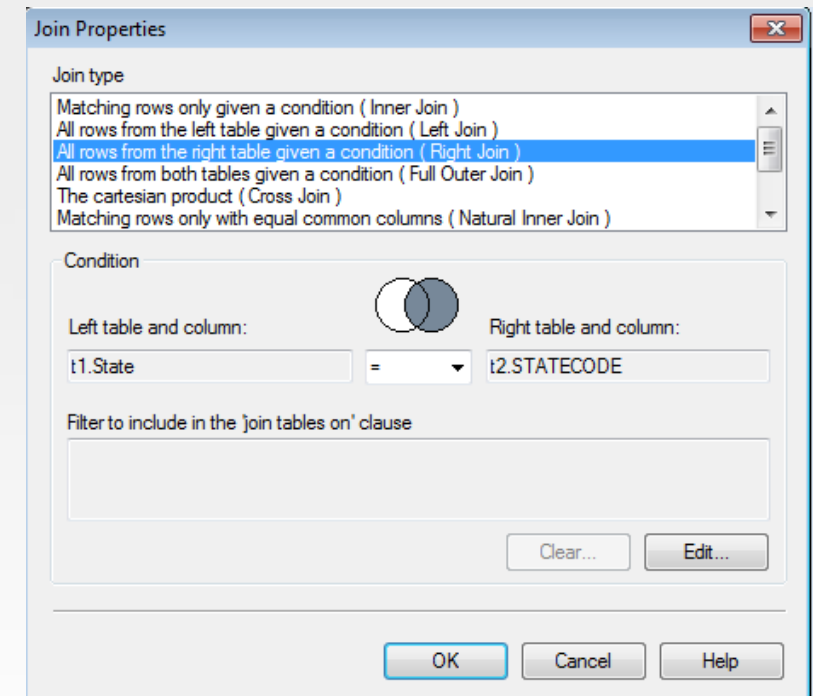 Join Properties
Join type
Matching rows only given a condition ( Inner Join )
All rows from the left table given a condition ( Left Join )
All rows from the right table given a condition ( Right Join )
All rows from both tables given a condition ( Full Outer Join )
The cartesian product ( Cross Join )
Matching rows only with equal common columns ( Natural Inner Join )
Condition
Left table and column: Right table and column:
t1.State = t2.STATECODE
Filter to include in the 'join tables on' clause
Clear... Edit...
OK Cancel Help